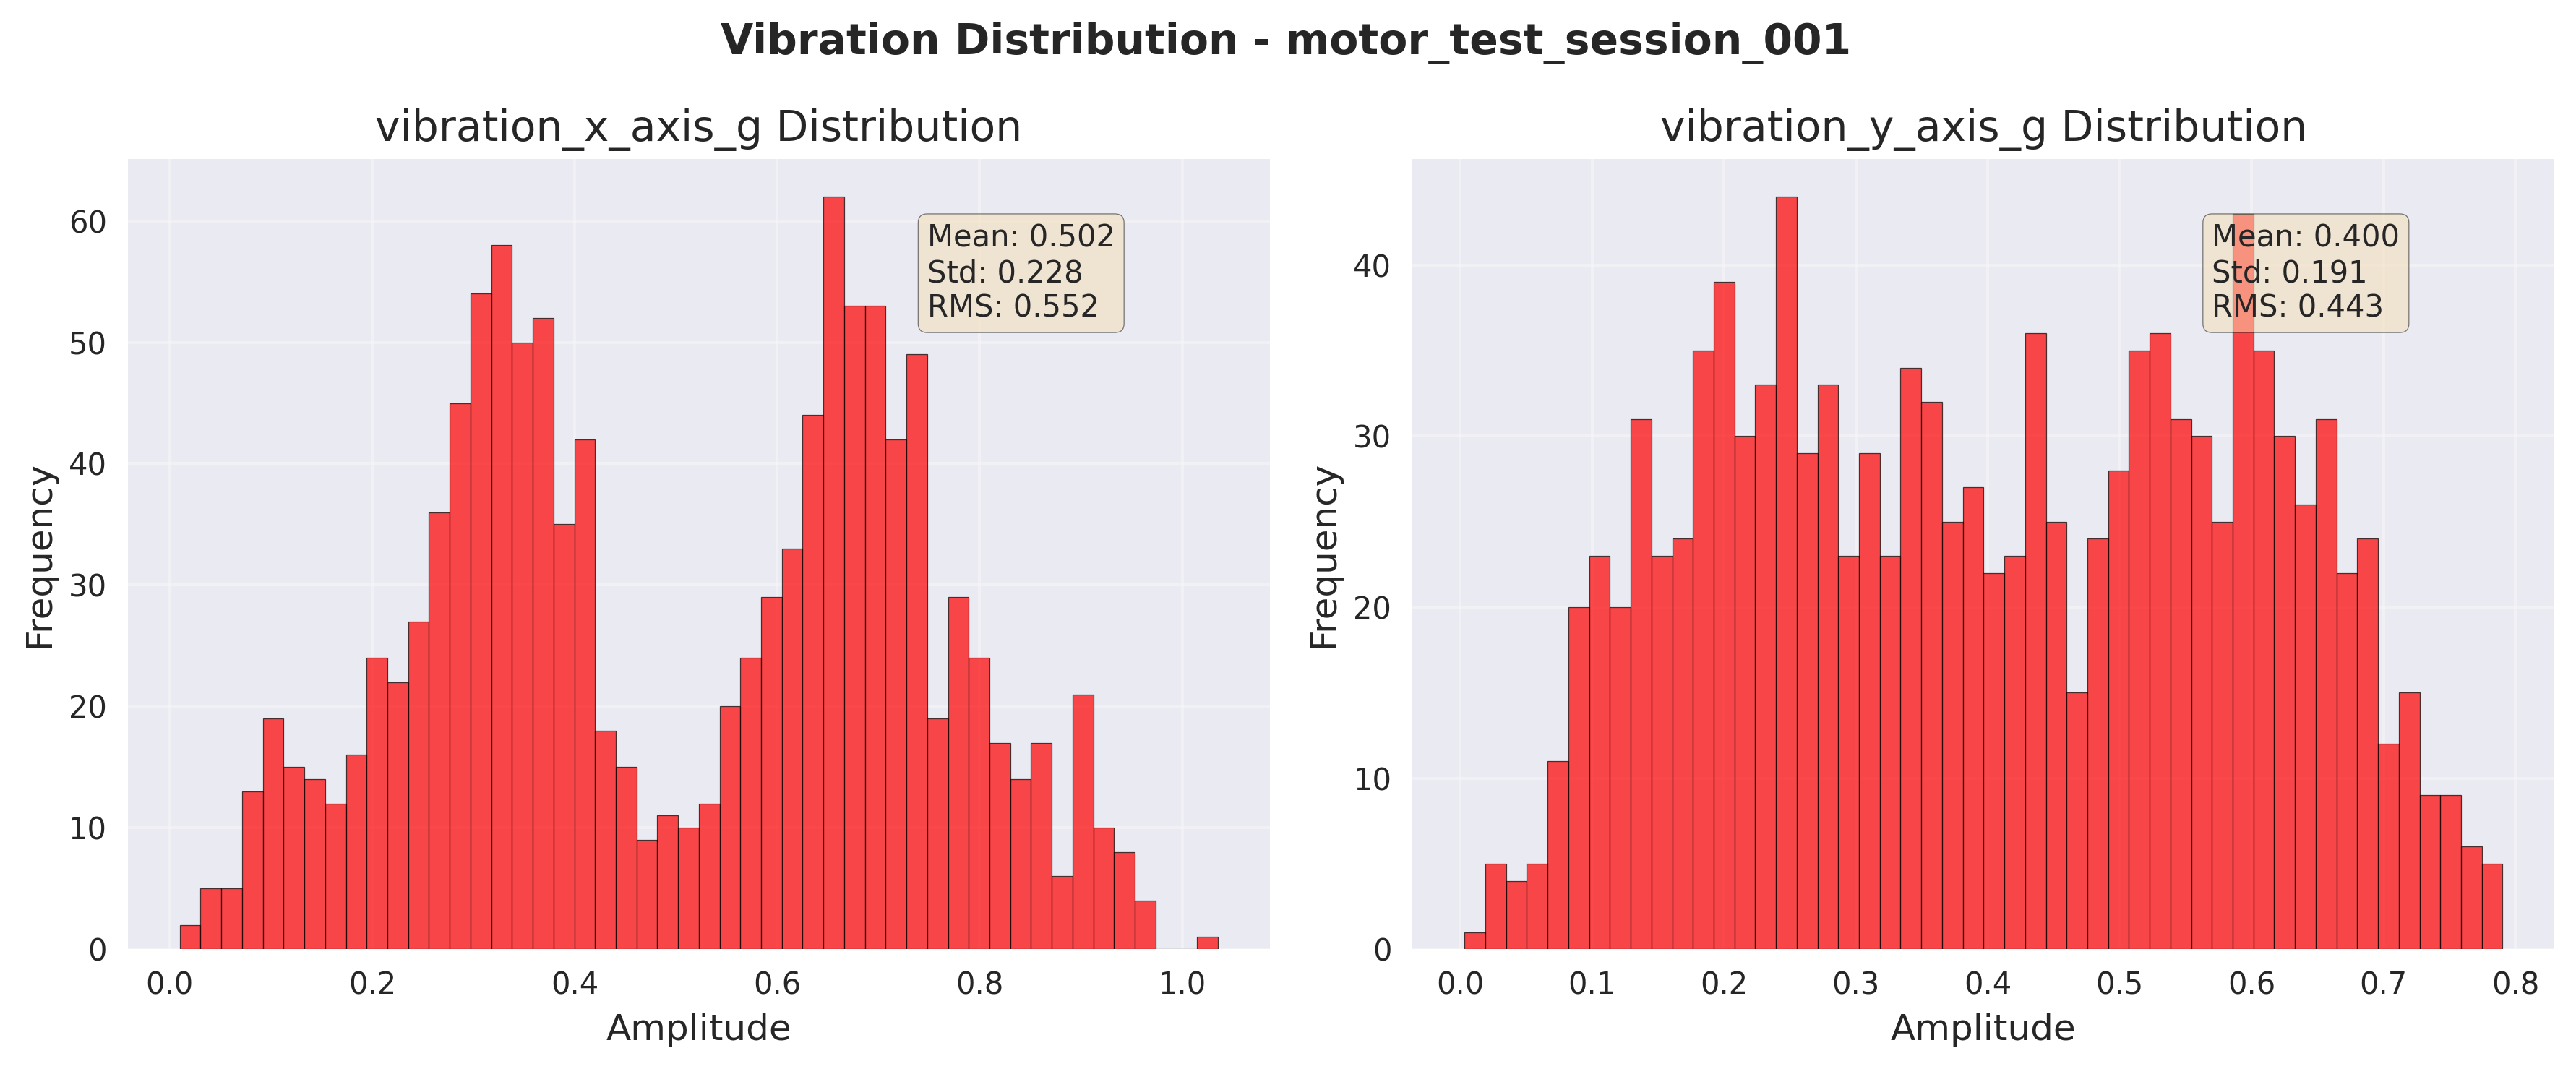 Vibration Distribution - motor_test_session_001
vibration_x_axis_g Distribution
Frequency
60
50
40
30
20
10
0
Mean: 0.502
Std: 0.228
RMS: 0.552
0.0 0.2 0.4 0.6 0.8 1.0
Amplitude
vibration_y_axis_g Distribution
Frequency
40
30
20
10
0
Mean: 0.400
Std: 0.191
RMS: 0.443
0.0 0.1 0.2 0.3 0.4 0.5 0.6 0.7 0.8
Amplitude